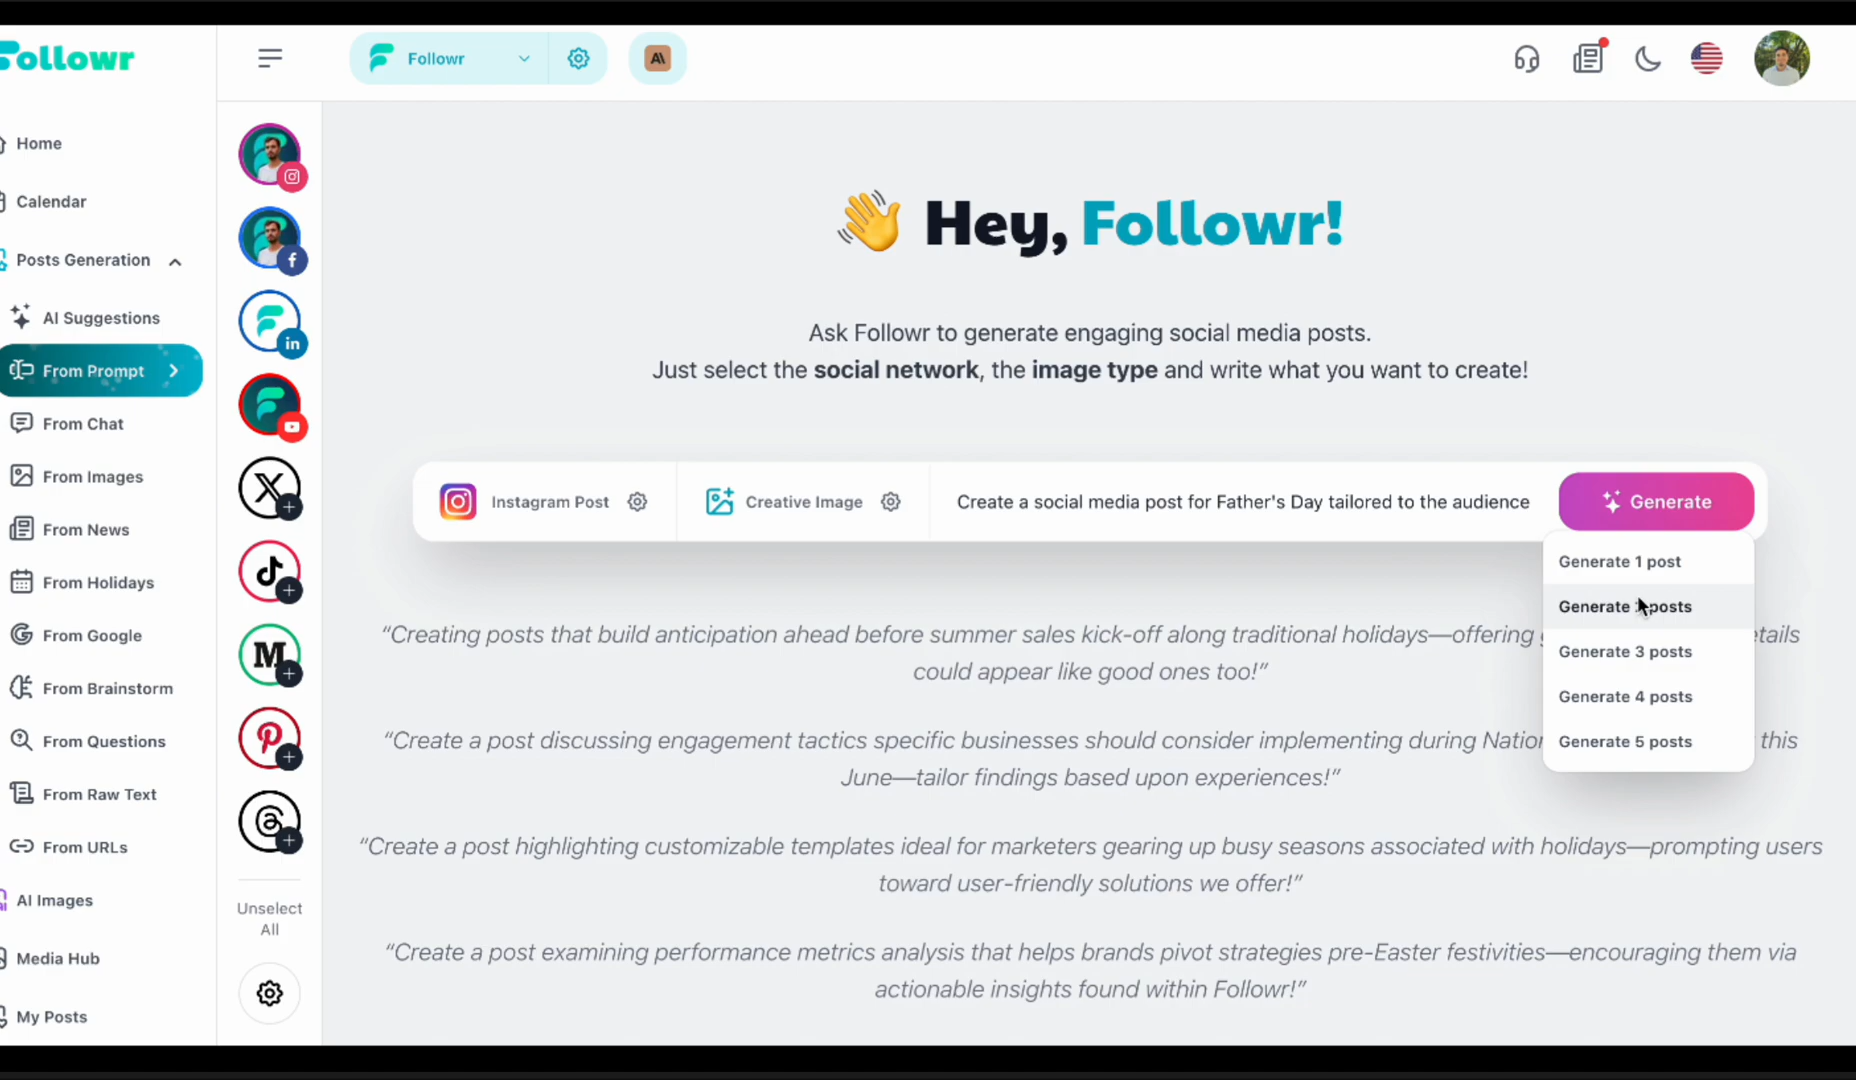 Followr
Home
Calendar
Posts Generation
AI Suggestions
From Prompt
From Chat
From Images
From News
From Holidays
From Google
From Brainstorm
From Questions
From Raw Text
From URLs
AI Images
Media Hub
My Posts
Followr
AI
Unselect
All
Hey, Followr!
Ask Followr to generate engaging social media posts.
Just select the social network, the image type and write what you want to create!
Instagram Post
Creative Image
Create a social media post for Father's Day tailored to the audience
Generate
Generate 1 post
Generate posts
Generate 3 posts
Generate 4 posts
Generate 5 posts
“Creating posts that build anticipation ahead before summer sales kick-off along traditional holidays—offering
could appear like good ones too!”
“Create a post discussing engagement tactics specific businesses should consider implementing during this
June—tailor findings based upon experiences!”
“Create a post highlighting customizable templates ideal for marketers gearing up busy seasons associated with holidays—prompting users
toward user-friendly solutions we offer!”
“Create a post examining performance metrics analysis that helps brands pivot strategies pre-Easter festivities—encouraging them via
actionable insights found within Followr!”